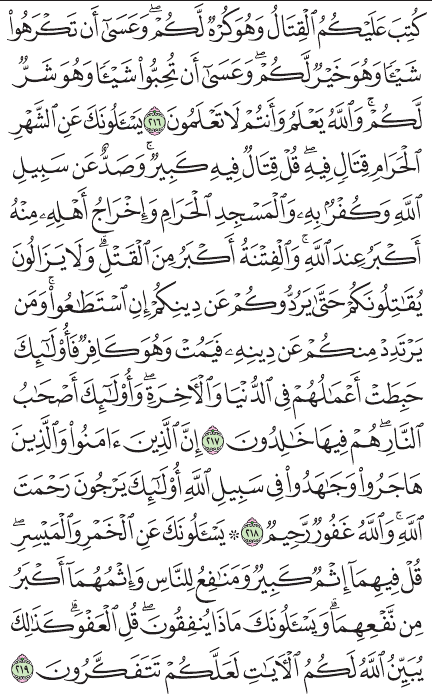 كُتِبَ عَلَيْكُمُ ٱلْقِتَالُ وَهُوَ كُرْهٌ لَّكُمْ ۖ وَعَسَىٰٓ أَن تَكْرَهُوا۟
شَيْـًٔا وَهُوَ خَيْرٌ لَّكُمْ ۖ وَعَسَىٰٓ أَن تُحِبُّوا۟ شَيْـًٔا وَهُوَ شَرٌّ
لَّكُمْ ۗ وَٱللَّهُ يَعْلَمُ وَأَنتُمْ لَا تَعْلَمُونَ ٢١٦ يَسْـَٔلُونَكَ عَنِ ٱلشَّهْرِ
ٱلْحَرَامِ قِتَالٍ فِيهِ ۖ قُلْ قِتَالٌ فِيهِ كَبِيرٌ ۖ وَصَدٌّ عَن سَبِيلِ
ٱللَّهِ وَكُفْرٌۢ بِهِۦ وَٱلْمَسْجِدِ ٱلْحَرَامِ وَإِخْرَاجُ أَهْلِهِۦ مِنْهُ
أَكْبَرُ عِندَ ٱللَّهِ ۚ وَٱلْفِتْنَةُ أَكْبَرُ مِنَ ٱلْقَتْلِ ۗ وَلَا يَزَالُونَ
يُقَـٰتِلُونَكُمْ حَتَّىٰ يَرُدُّوكُمْ عَن دِينِكُمْ إِنِ ٱسْتَطَـٰعُوا۟ ۚ وَمَن
يَرْتَدِدْ مِنكُمْ عَن دِينِهِۦ فَيَمُتْ وَهُوَ كَافِرٌ فَأُو۟لَـٰٓئِكَ
حَبِطَتْ أَعْمَـٰلُهُمْ فِى ٱلدُّنْيَا وَٱلْـَٔاخِرَةِ ۖ وَأُو۟لَـٰٓئِكَ أَصْحَـٰبُ
ٱلنَّارِ ۖ هُمْ فِيهَا خَـٰلِدُونَ ٢١٧ إِنَّ ٱلَّذِينَ ءَامَنُوا۟ وَٱلَّذِينَ
هَاجَرُوا۟ وَجَـٰهَدُوا۟ فِى سَبِيلِ ٱللَّهِ أُو۟لَـٰٓئِكَ يَرْجُونَ رَحْمَتَ
ٱللَّهِ ۚ وَٱللَّهُ غَفُورٌ رَّحِيمٌ ٢١٨ ۞ يَسْـَٔلُونَكَ عَنِ ٱلْخَمْرِ وَٱلْمَيْسِرِ ۖ
قُلْ فِيهِمَآ إِثْمٌ كَبِيرٌ وَمَنَـٰفِعُ لِلنَّاسِ وَإِثْمُهُمَآ أَكْبَرُ
مِن نَّفْعِهِمَا ۗ وَيَسْـَٔلُونَكَ مَاذَا يُنفِقُونَ ۖ قُلِ ٱلْعَفْوَ ۗ كَذَٰلِكَ
يُبَيِّنُ ٱللَّهُ لَكُمُ ٱلْـَٔايَـٰتِ لَعَلَّكُمْ تَتَفَكَّرُونَ ٢١٩